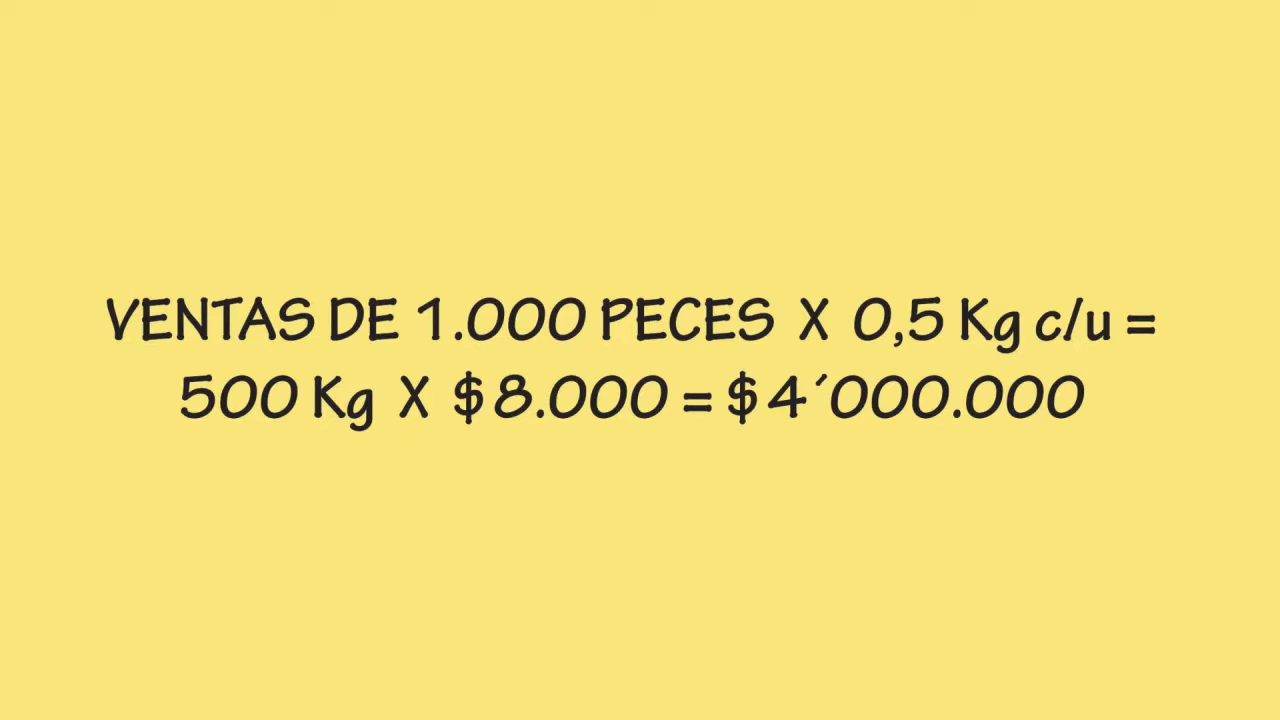 VENTAS DE 1.000 PECES X 0,5 Kg c/u =
500 Kg X $8.000 = $4´000.000